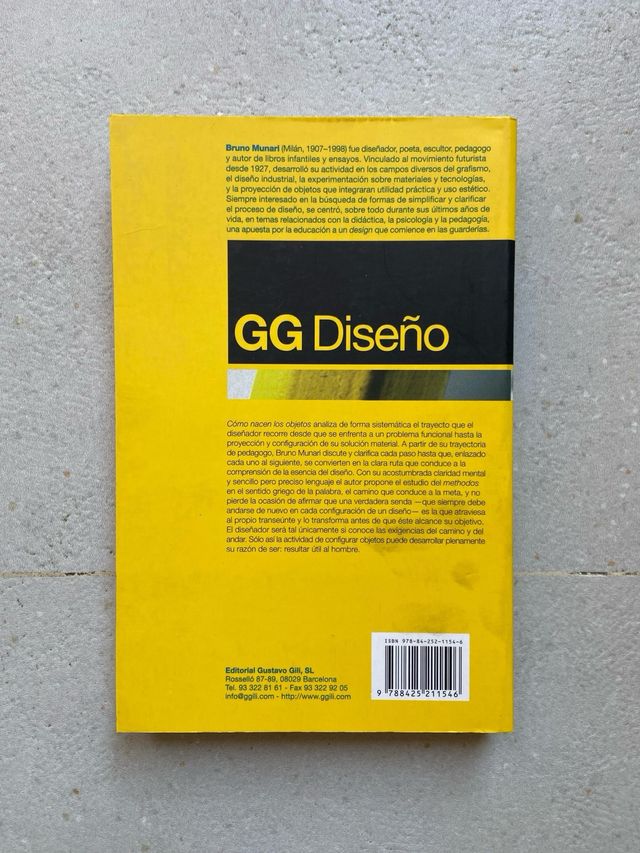 Bruno Munari (Milán, 1907–1998) fue diseñador, poeta, escultor, pedagogo
y autor de libros infantiles y ensayos. Vinculado al movimiento futurista
desde 1927, desarrolló su actividad en los campos diversos del grafismo,
el diseño industrial, la experimentación sobre materiales y tecnologías,
y la proyección de objetos que integraran utilidad práctica y uso estético.
Siempre interesado en la búsqueda de formas de simplificar y clarificar
el proceso de diseño, se centró, sobre todo durante sus últimos años de
vida, en temas relacionados con la didáctica, la psicología y la pedagogía,
una apuesta por la educación a un design que comience en las guarderías.
GG Diseño
Cómo nacen los objetos analiza de forma sistemática el trayecto que el
diseñador recorre desde que se enfrenta a un problema funcional hasta la
proyección y configuración de su solución material. A partir de su trayectoria
de pedagogo, Bruno Munari discute y clarifica cada paso hasta que, enlazado
cada uno al siguiente, se convierten en la clara ruta que conduce a la
comprensión de la esencia del diseño. Con su acostumbrada claridad mental
y sencillo pero preciso lenguaje el autor propone el estudio del methodos
en el sentido griego de la palabra, el camino que conduce a la meta, y no
pierde la ocasión de afirmar que una verdadera senda —que siempre debe
andarse de nuevo en cada configuración de un diseño— es la que atraviesa
al propio transeúnte y lo transforma antes de que éste alcance su objetivo.
El diseñador será tal únicamente si conoce las exigencias del camino y del
andar. Sólo así la actividad de configurar objetos puede desarrollar plenamente
su razón de ser: resultar útil al hombre.
ISBN 978-84-252-1154-6
9 788425 211546
Editorial Gustavo Gili, SL
Rosselló 87-89, 08029 Barcelona
Tel. 93 322 81 61 - Fax 93 322 92 05
info@ggili.com - http://www.ggili.com